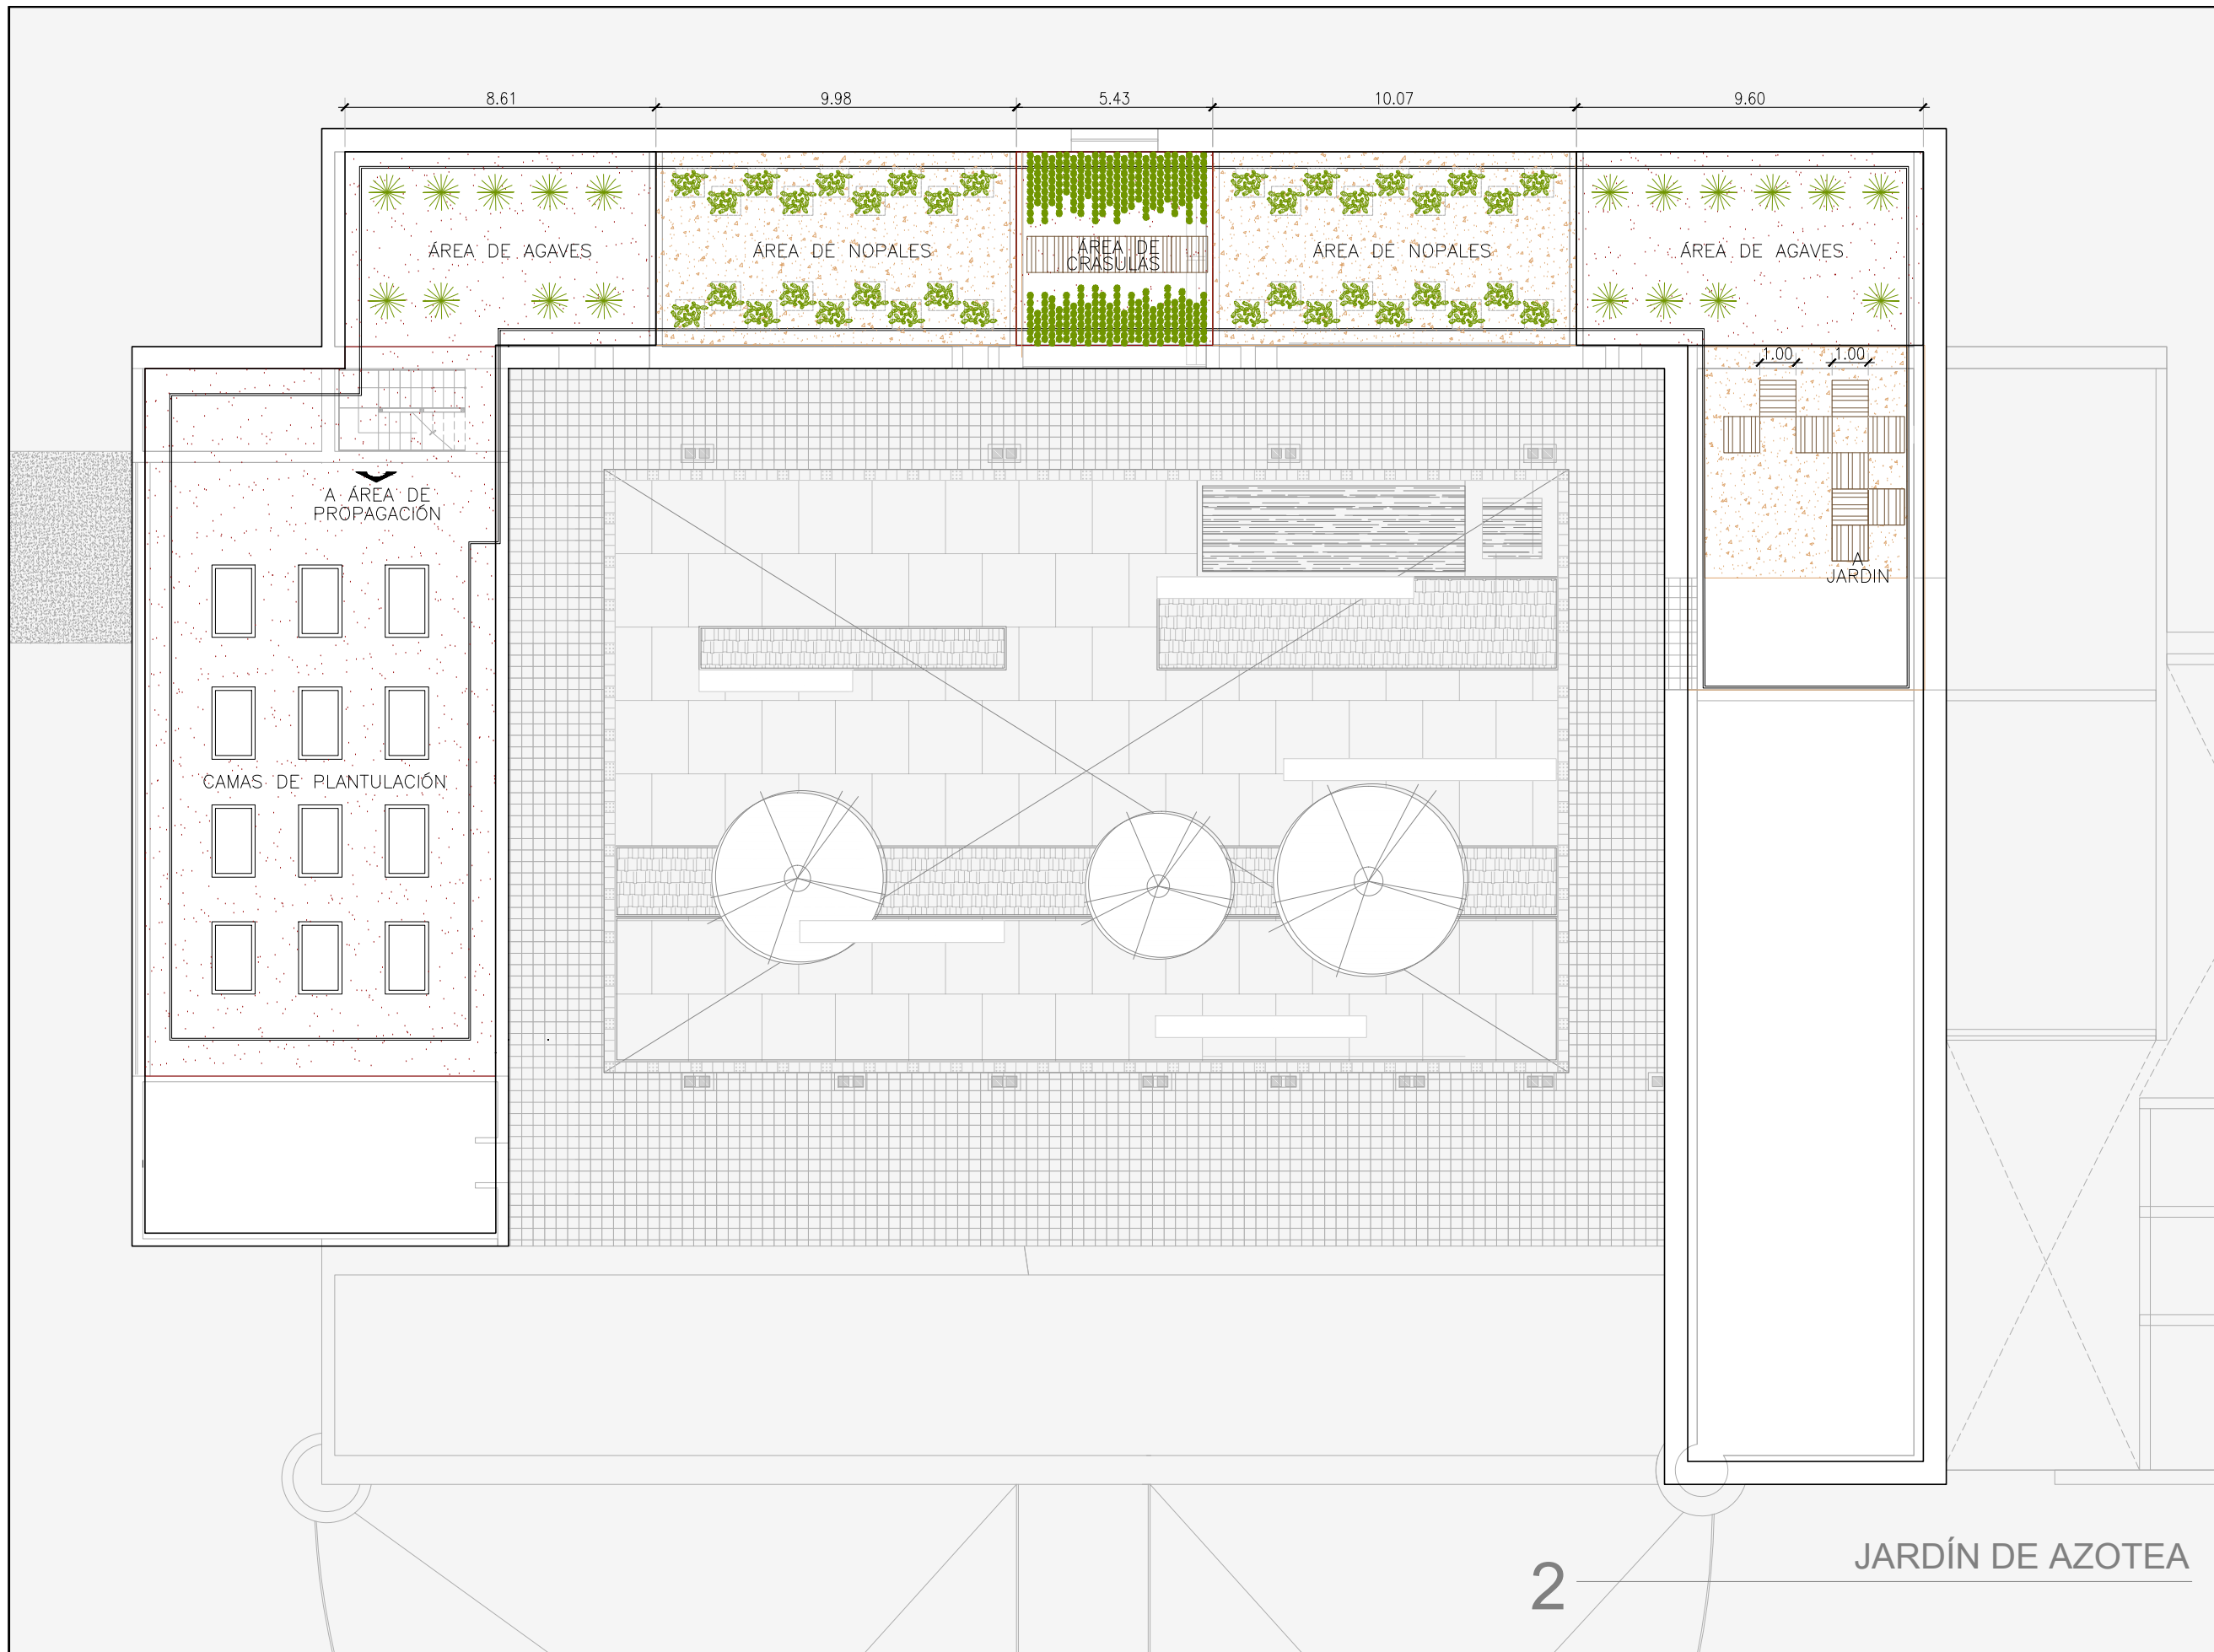 8.61
9.98
5.43
10.07
9.60
ÁREA DE AGAVES
ÁREA DE NOPALES
ÁREA DE
CRASULAS
ÁREA DE NOPALES
ÁREA DE AGAVES
1.00
1.00
A ÁREA DE
PROPAGACIÓN
A
JARDIN
CAMAS DE PLANTULACIÓN
2
JARDÍN DE AZOTEA